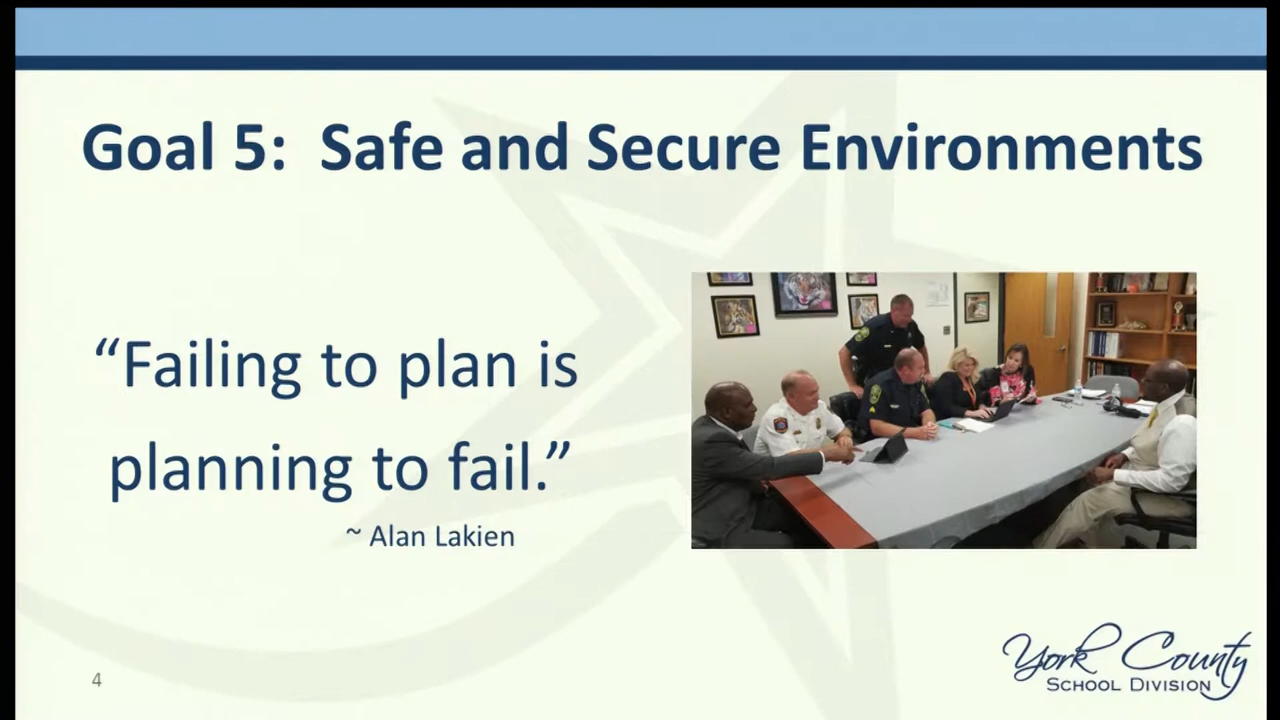 Goal 5: Safe and Secure Environments
“Failing to plan is
planning to fail.”
~ Alan Lakien
4
York County
SCHOOL DIVISION